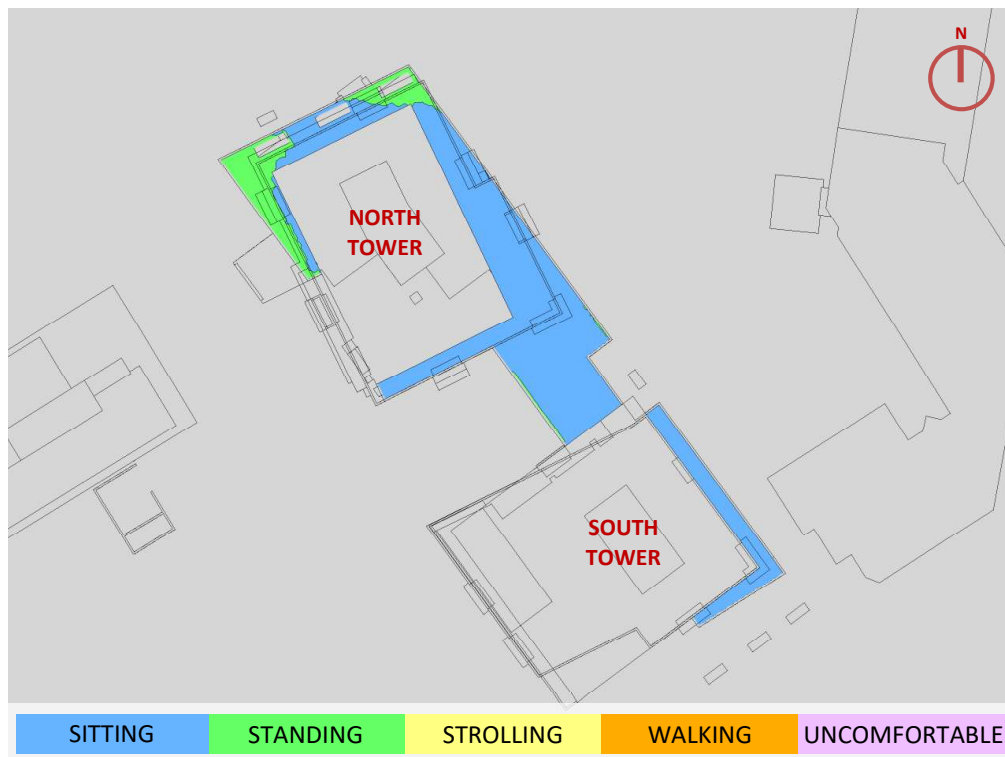 N
NORTH
TOWER
SOUTH
TOWER
SITTING STANDING STROLLING WALKING UNCOMFORTABLE